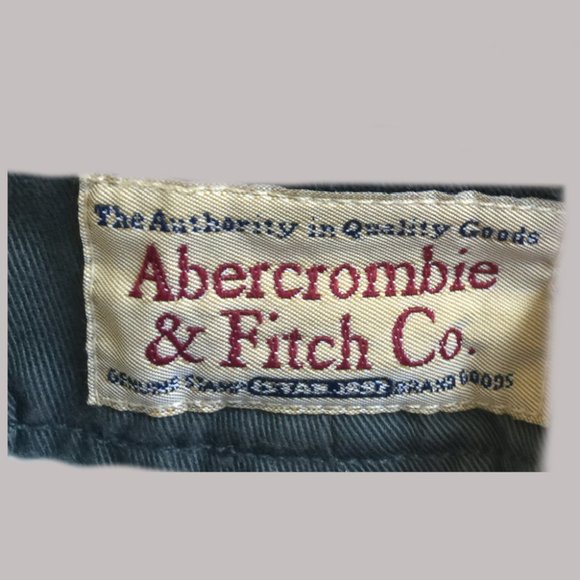 The Authority in Quality Goods
Abercrombie
& Fitch Co.
GENUINE STAMP ESTAB. 1892 BRAND GOODS